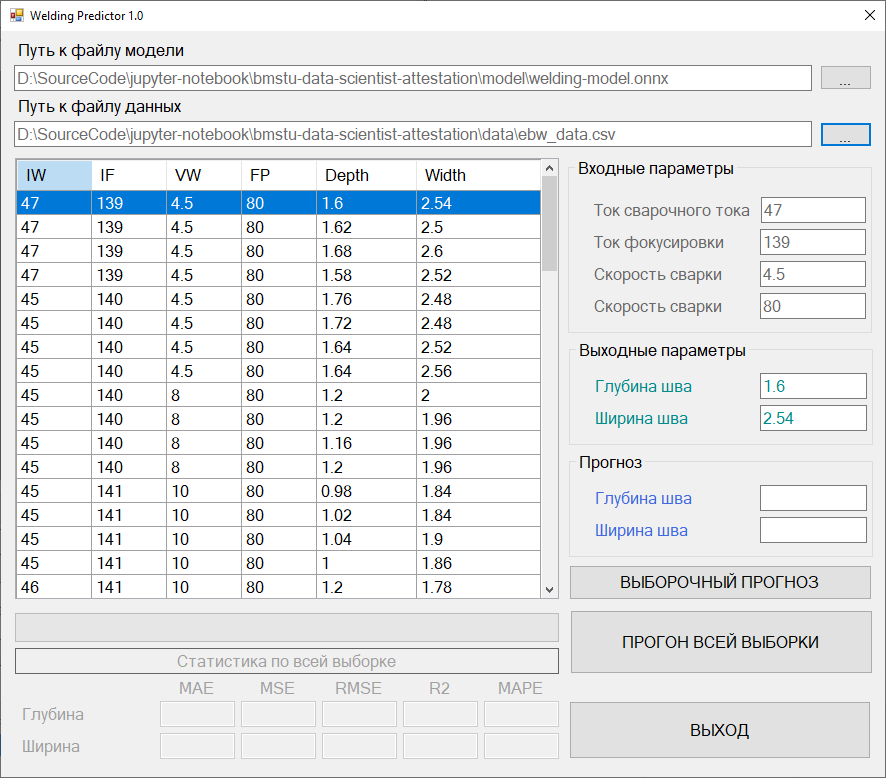 Welding Predictor 1.0
Путь к файлу модели
D:\SourceCode\jupyter-notebook\bmstu-data-scientist-attestation\model\welding-model.onnx
...
Путь к файлу данных
D:\SourceCode\jupyter-notebook\bmstu-data-scientist-attestation\data\ebw_data.csv
...
IW IF VW FP Depth Width
47 139 4.5 80 1.6 2.54
47 139 4.5 80 1.62 2.5
47 139 4.5 80 1.68 2.6
47 139 4.5 80 1.58 2.52
45 140 4.5 80 1.76 2.48
45 140 4.5 80 1.72 2.48
45 140 4.5 80 1.64 2.52
45 140 4.5 80 1.64 2.56
45 140 8 80 1.2 2
45 140 8 80 1.2 1.96
45 140 8 80 1.16 1.96
45 140 8 80 1.2 1.96
45 141 10 80 0.98 1.84
45 141 10 80 1.02 1.84
45 141 10 80 1.04 1.9
45 141 10 80 1 1.86
46 141 10 80 1.2 1.78
Входные параметры
Ток сварочного тока 47
Ток фокусировки 139
Скорость сварки 4.5
Скорость сварки 80
Выходные параметры
Глубина шва 1.6
Ширина шва 2.54
Прогноз
Глубина шва
Ширина шва
ВЫБОРОЧНЫЙ ПРОГНОЗ
ПРОГОН ВСЕЙ ВЫБОРКИ
Статистика по всей выборке
MAE MSE RMSE R2 MAPE
Глубина
Ширина
ВЫХОД